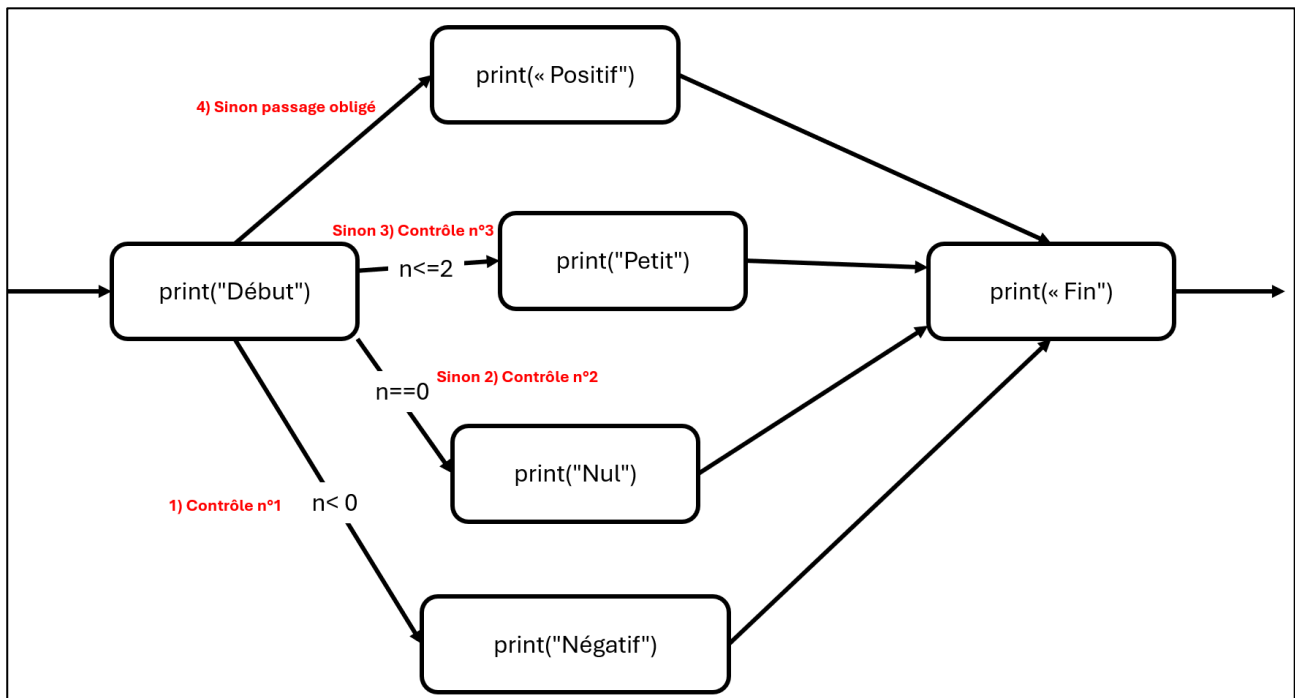 print(« Positif")
4) Sinon passage obligé
Sinon 3) Contrôle n°3
n<=2
print("Petit")
print("Début")
print(« Fin")
n==0
Sinon 2) Contrôle n°2
print("Nul")
1) Contrôle n°1
n< 0
print("Négatif")